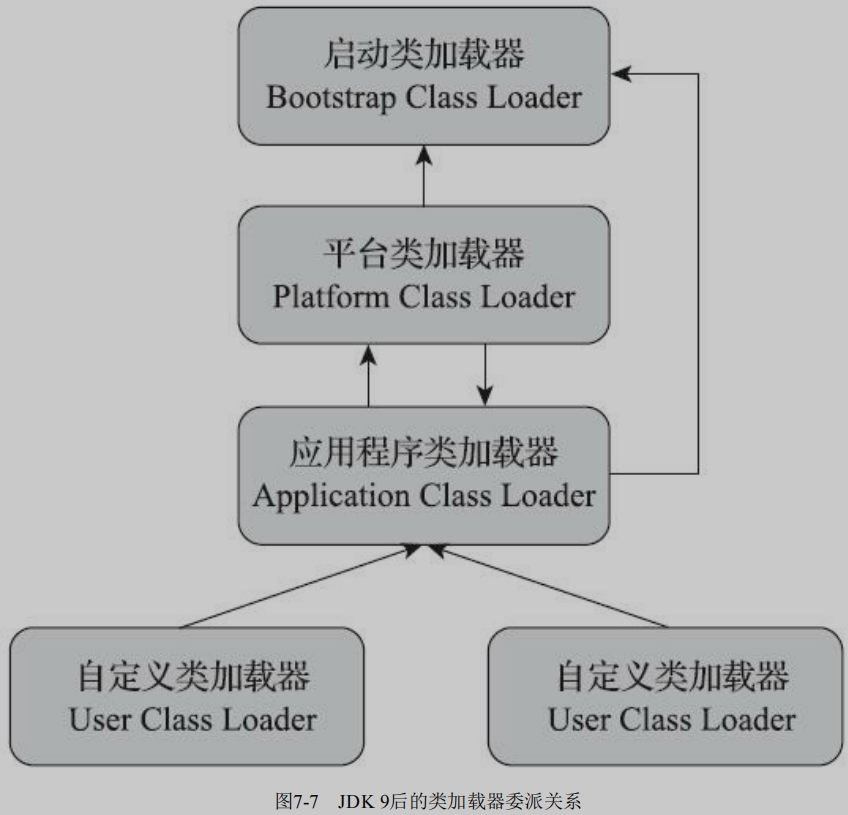 启动类加载器
Bootstrap Class Loader
平台类加载器
Platform Class Loader
应用程序类加载器
Application Class Loader
自定义类加载器
User Class Loader
自定义类加载器
User Class Loader
图7-7 JDK 9后的类加载器委派关系